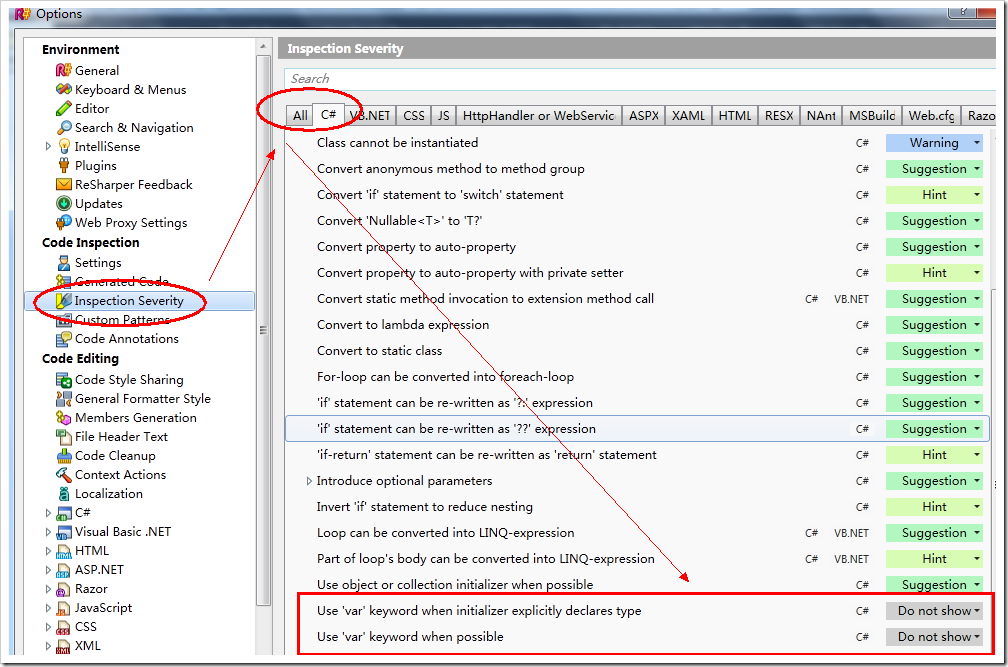 Options
Environment
General
Keyboard & Menus
Editor
Search & Navigation
IntelliSense
Plugins
ReSharper Feedback
Updates
Web Proxy Settings
Code Inspection
Settings
Generated Code
Inspection Severity
Custom Patterns
Code Annotations
Code Editing
Code Style Sharing
General Formatter Style
Members Generation
File Header Text
Code Cleanup
Context Actions
Localization
C#
Visual Basic .NET
HTML
ASP.NET
Razor
JavaScript
CSS
XML
Inspection Severity
Search
All C# VB.NET CSS JS HttpHandler or WebServic ASPX XAML HTML RESX NAnt MSBuild Web.cfg Razo
Class cannot be instantiated C# Warning
Convert anonymous method to method group C# Suggestion
Convert 'if' statement to 'switch' statement C# Hint
Convert 'Nullable<T>' to 'T?' C# Suggestion
Convert property to auto-property C# Suggestion
Convert property to auto-property with private setter C# Hint
Convert static method invocation to extension method call C# VB.NET Suggestion
Convert to lambda expression C# Suggestion
Convert to static class C# Suggestion
For-loop can be converted into foreach-loop C# Suggestion
'if' statement can be re-written as '?:' expression C# Suggestion
'if' statement can be re-written as '??' expression C# Suggestion
'if-return' statement can be re-written as 'return' statement C# Hint
Introduce optional parameters C# Suggestion
Invert 'if' statement to reduce nesting C# Hint
Loop can be converted into LINQ-expression C# VB.NET Suggestion
Part of loop's body can be converted into LINQ-expression C# VB.NET Hint
Use object or collection initializer when possible C# Suggestion
Use 'var' keyword when initializer explicitly declares type C# Do not show
Use 'var' keyword when possible C# Do not show